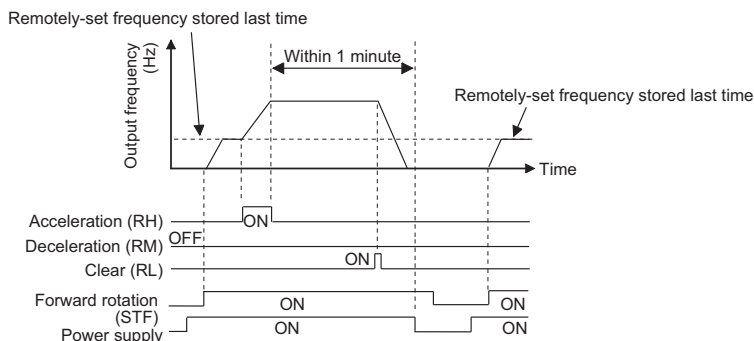 Remotely-set frequency stored last time
Output frequency
(Hz)
Within 1 minute
Remotely-set frequency stored last time
Time
Acceleration (RH)
ON
Deceleration (RM)
OFF
Clear (RL)
ON
Forward rotation
(STF)
ON
ON
Power supply
ON
ON